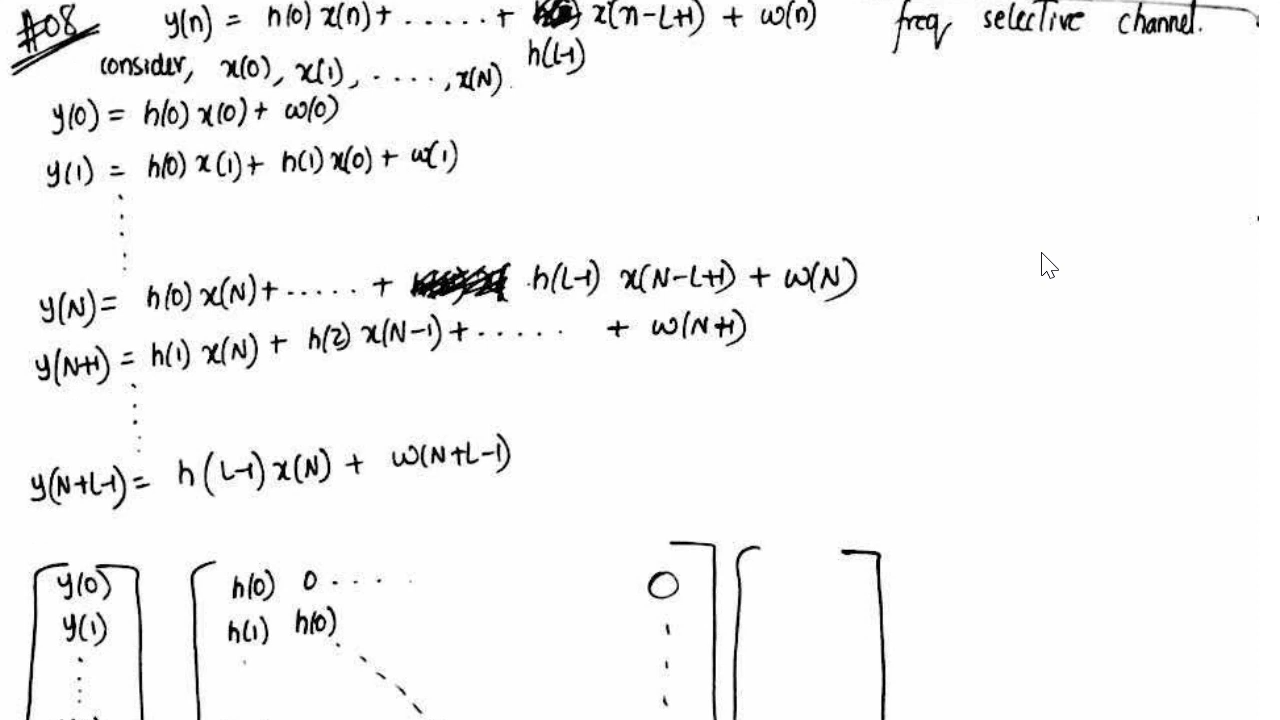 #08 y(n) = h(0) x(n) + ...... + x(n-L+1) + w(n) freq selective channel.
h(L-1)
consider, x(0), x(1), ....., x(N).
y(0) = h(0) x(0) + w(0)
y(1) = h(0) x(1) + h(1) x(0) + w(1)
y(N) = h(0) x(N) + ..... + h(L-1) x(N-L+1) + w(N)
y(N+1) = h(1) x(N) + h(2) x(N-1) + ...... + w(N+1)
y(N+L-1) = h(L-1) x(N) + w(N+L-1)
y(0) h(0) 0 .... 0
y(1) h(1) h(0)